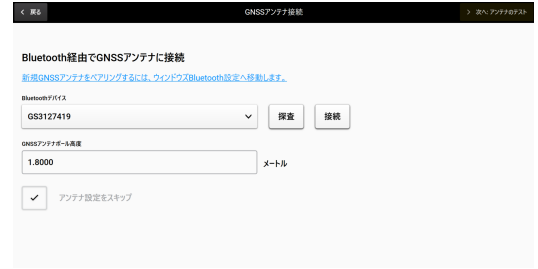 < 戻る
GNSSアンテナ接続
> 次へ: アンテナのテスト
Bluetooth経由でGNSSアンテナに接続
新規GNSSアンテナをペアリングするには、ウィンドウズBluetooth設定へ移動します。
Bluetoothデバイス
GS3127419
探査
接続
GNSSアンテナポール高度
1.8000
メートル
アンテナ設定をスキップ